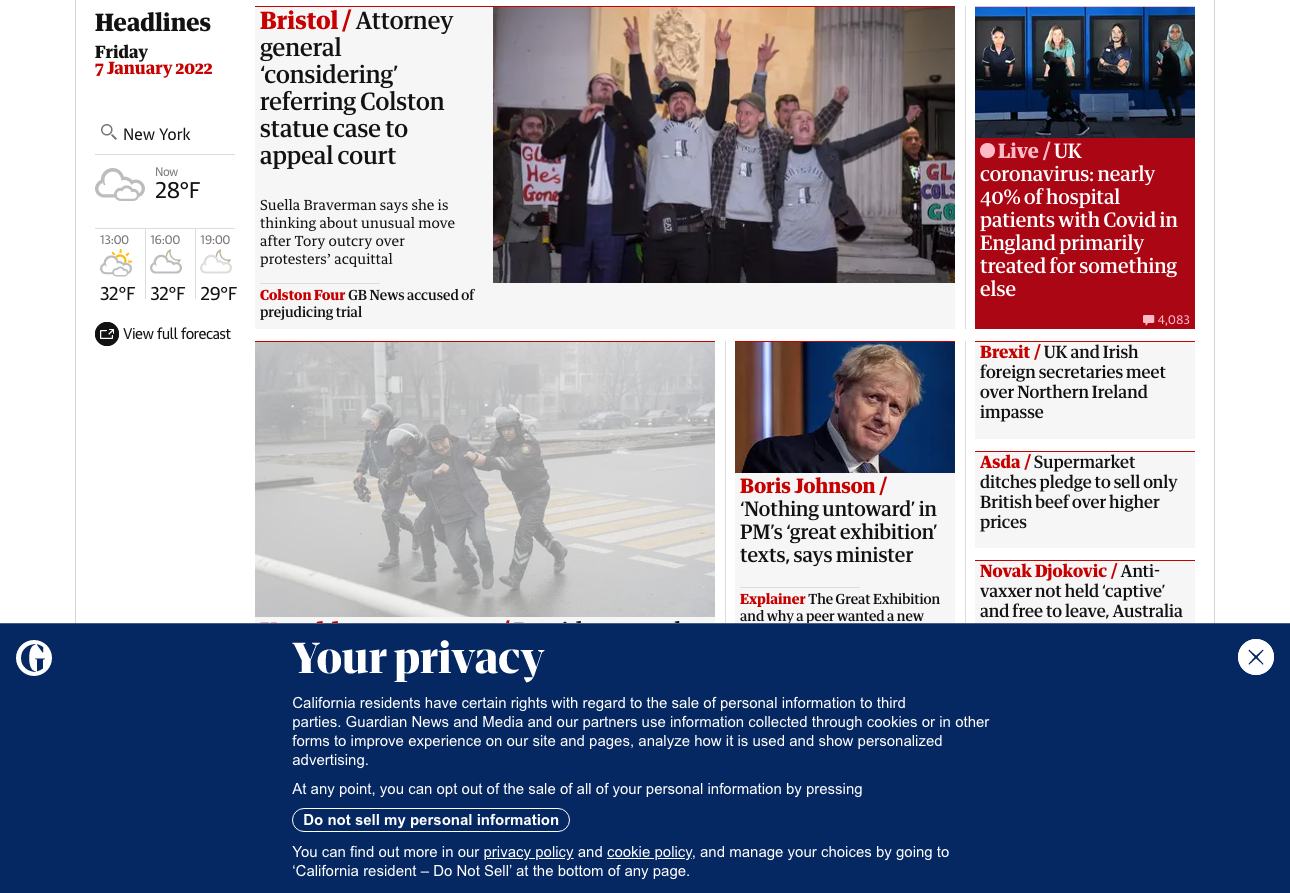 Headlines
Friday
7 January 2022
New York
Now
28°F
13:00
16:00
19:00
32°F
32°F
29°F
View full forecast
Bristol / Attorney
general
‘considering’
referring Colston
statue case to
appeal court
Suella Braverman says she is
thinking about unusual move
after Tory outcry over
protesters’ acquittal
Colston Four GB News accused of
prejudicing trial
He's
Gone
Live / UK
coronavirus: nearly
40% of hospital
patients with Covid in
England primarily
treated for something
else
4,083
Boris Johnson /
‘Nothing untoward’ in
PM’s ‘great exhibition’
texts, says minister
Explainer The Great Exhibition
and why a peer wanted a new
Brexit / UK and Irish
foreign secretaries meet
over Northern Ireland
impasse
Asda / Supermarket
ditches pledge to sell only
British beef over higher
prices
Novak Djokovic / Anti-
vaxxer not held ‘captive’
and free to leave, Australia
G
Your privacy
California residents have certain rights with regard to the sale of personal information to third
parties. Guardian News and Media and our partners use information collected through cookies or in other
forms to improve experience on our site and pages, analyze how it is used and show personalized
advertising.
At any point, you can opt out of the sale of all of your personal information by pressing
Do not sell my personal information
You can find out more in our privacy policy and cookie policy, and manage your choices by going to
‘California resident – Do Not Sell’ at the bottom of any page.